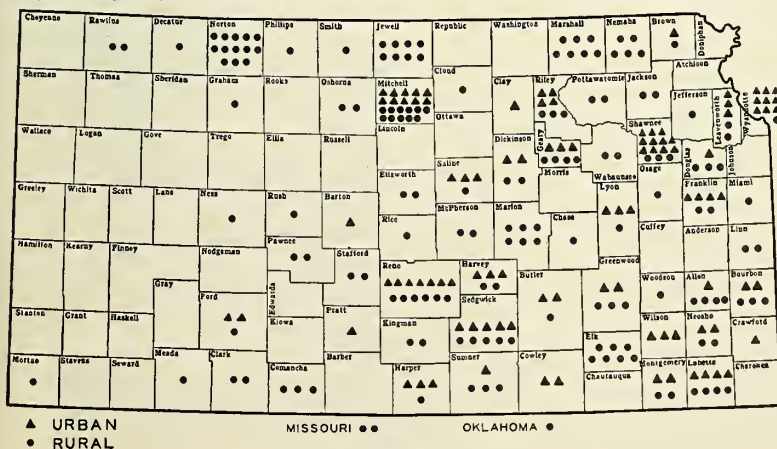 Cheyenne Rawlins Decatur Norton Phillips Smith Jewell Republic Washington Marshall Nemaha Brown Doniphan
Sherman Thomas Sheridan Graham Rooks Osborne Mitchell Cloud Clay Riley Pottawatomie Jackson Atchison
Jefferson Leavenworth Wyandotte
Wallace Logan Gove Trego Ellis Russell Lincoln Ottawa Dickinson Geary Shawnee Douglas Johnson
Greeley Wichita Scott Lane Ness Rush Barton Ellsworth Saline Morris Wabaunsee Lyon Osage Franklin Miami
Rice McPherson Marion Chase Cuffey Anderson Linn
Hamilton Kearny Finney Hodgeman Pawnee Stafford Reno Harvey Butler Greenwood Woodson Allen Bourbon
Gray Ford Edwards Sedgwick
Stanton Grant Haskell Kiowa Pratt Kingman Elk Wilson Neosho Crawford
Morton Stevens Seward Meade Clark Comanche Barber Harper Sumner Cowley Chautauqua Montgomery Labette Cherokee
URBAN
RURAL
MISSOURI
OKLAHOMA